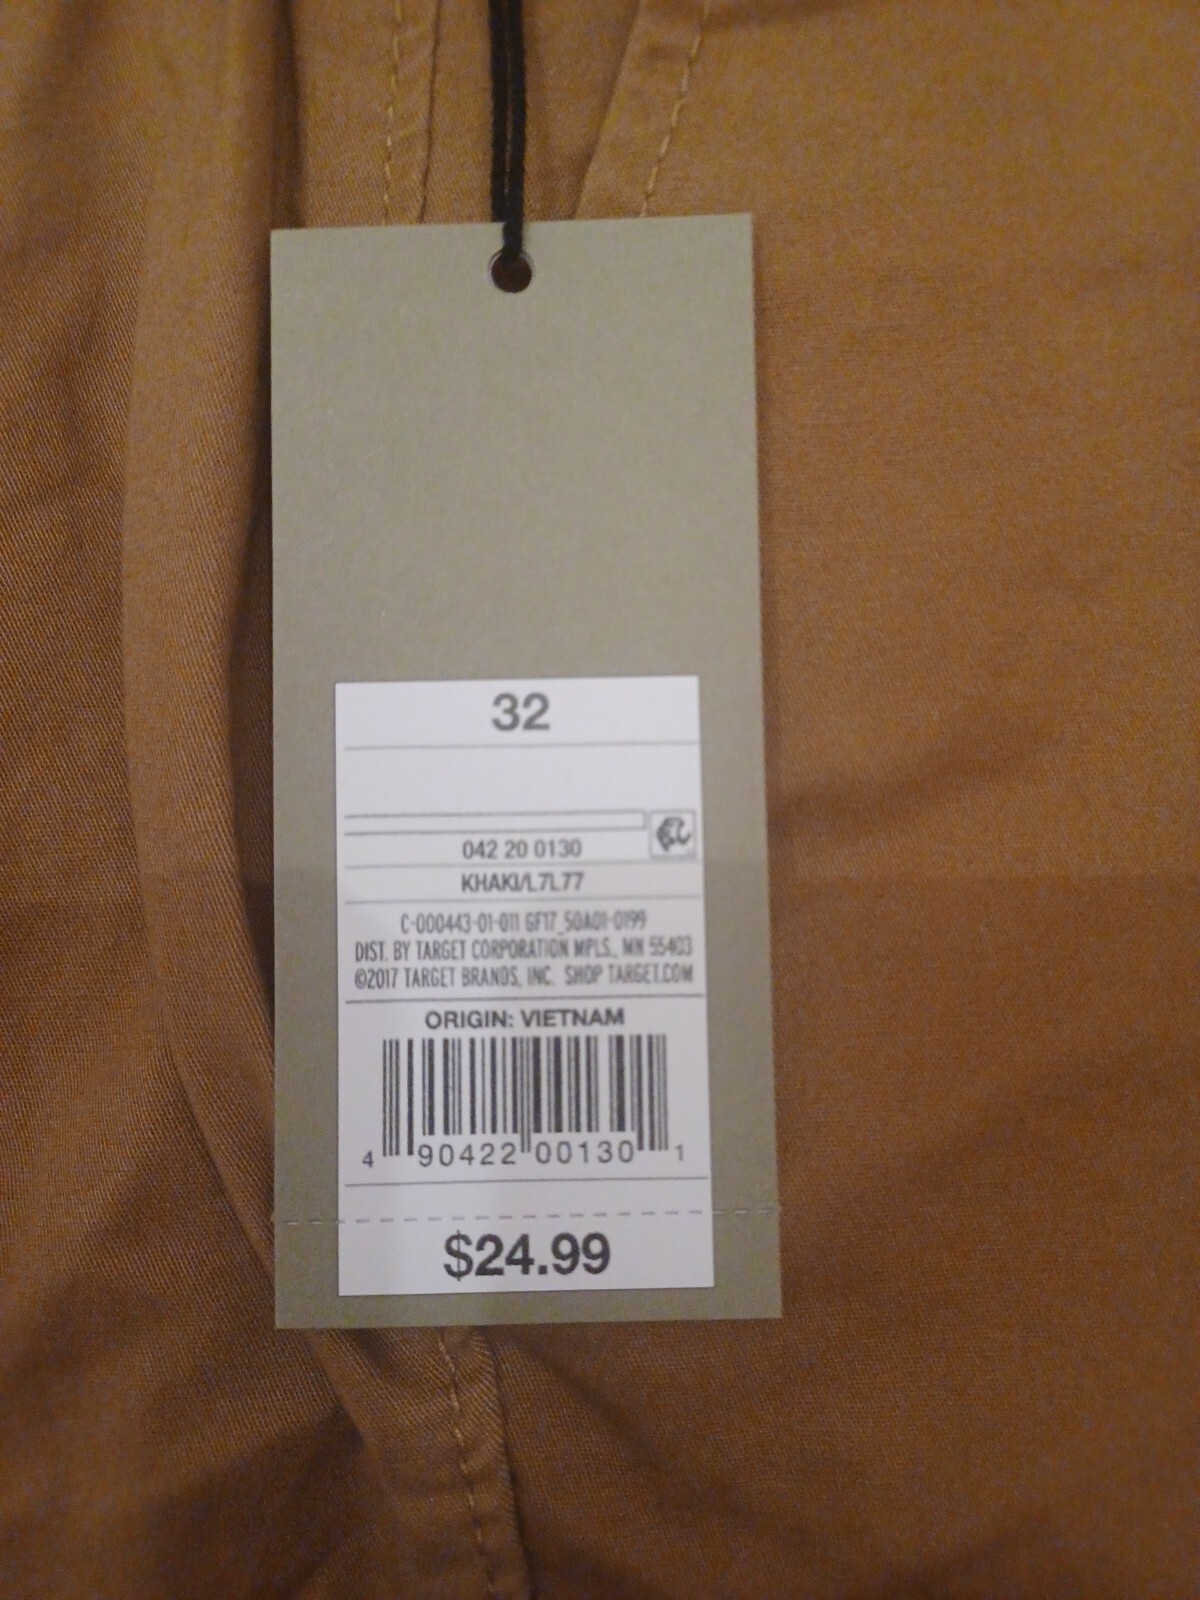 32
042 20 0130
KHAKI/L7L77
C-000443-01-011 GF17_50A01-0199
DIST. BY TARGET CORPORATION MPLS., MN 55403
©2017 TARGET BRANDS, INC. SHOP TARGET.COM
ORIGIN: VIETNAM
4 90422 00130 1
$24.99